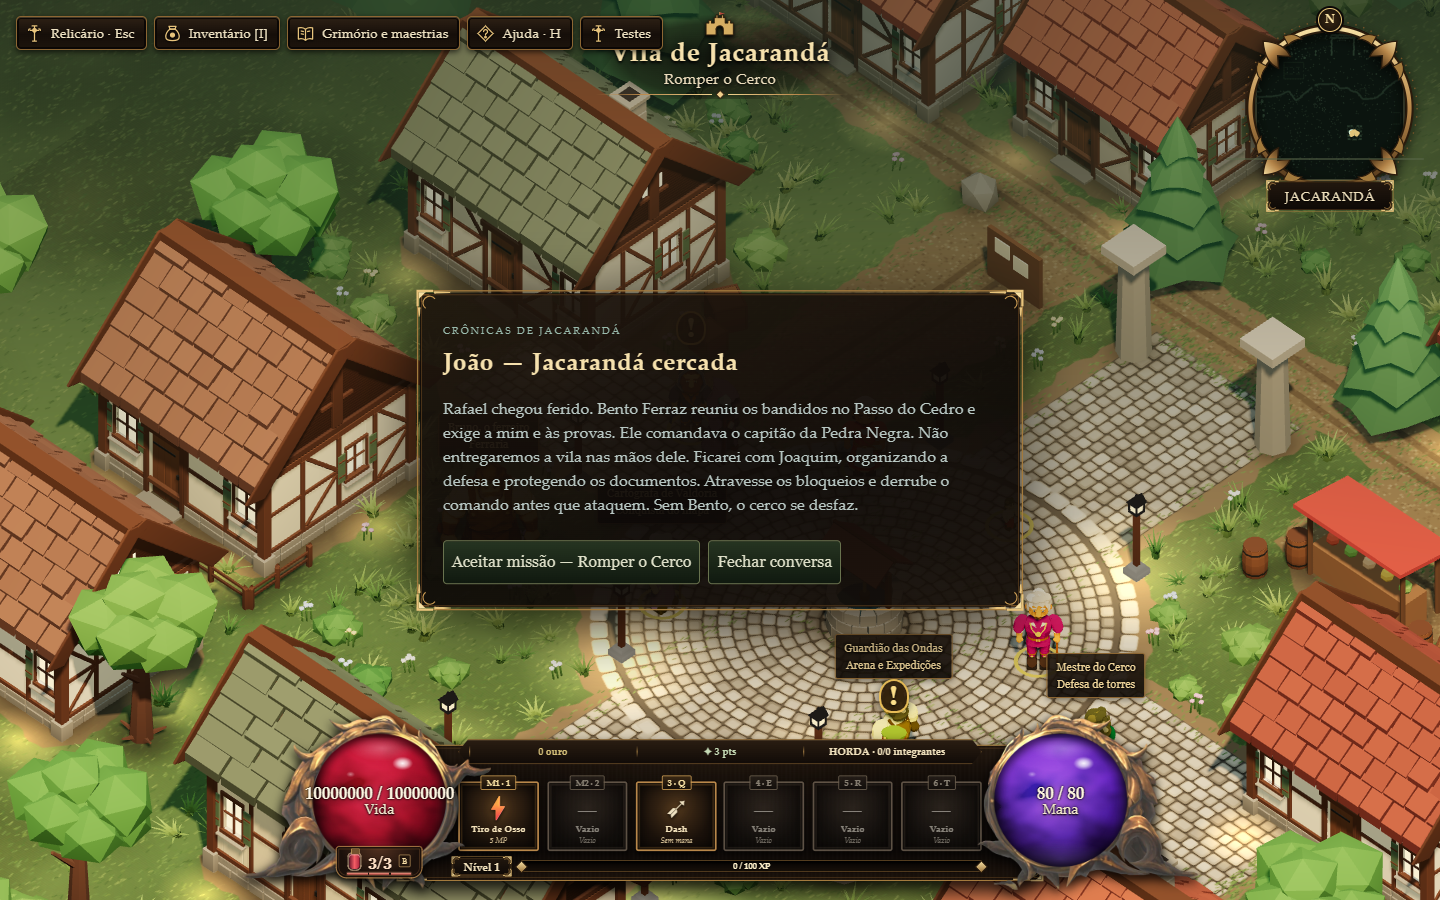 Relicário · Esc
Inventário [I]
Grimório e maestrias
Ajuda · H
Testes
Vila de Jacarandá
Romper o Cerco
N
JACARANDÁ
CRÔNICAS DE JACARANDÁ
João — Jacarandá cercada
Rafael chegou ferido. Bento Ferraz reuniu os bandidos no Passo do Cedro e
exige a mim e às provas. Ele comandava o capitão da Pedra Negra. Não
entregaremos a vila nas mãos dele. Ficarei com Joaquim, organizando a
defesa e protegendo os documentos. Atravesse os bloqueios e derrube o
comando antes que ataquem. Sem Bento, o cerco se desfaz.
Aceitar missão — Romper o Cerco
Fechar conversa
Guardião das Ondas
Arena e Expedições
Mestre do Cerco
Defesa de torres
0 ouro
3 pts
HORDA · 0/0 integrantes
10000000 / 10000000
Vida
3/3
B
M1 · 1
Tiro de Osso
5 MP
M2 · 2
Vazio
Vazio
3 · Q
Dash
Sem mana
4 · E
Vazio
Vazio
5 · R
Vazio
Vazio
6 · T
Vazio
Vazio
80 / 80
Mana
Nível 1
0 / 100 XP